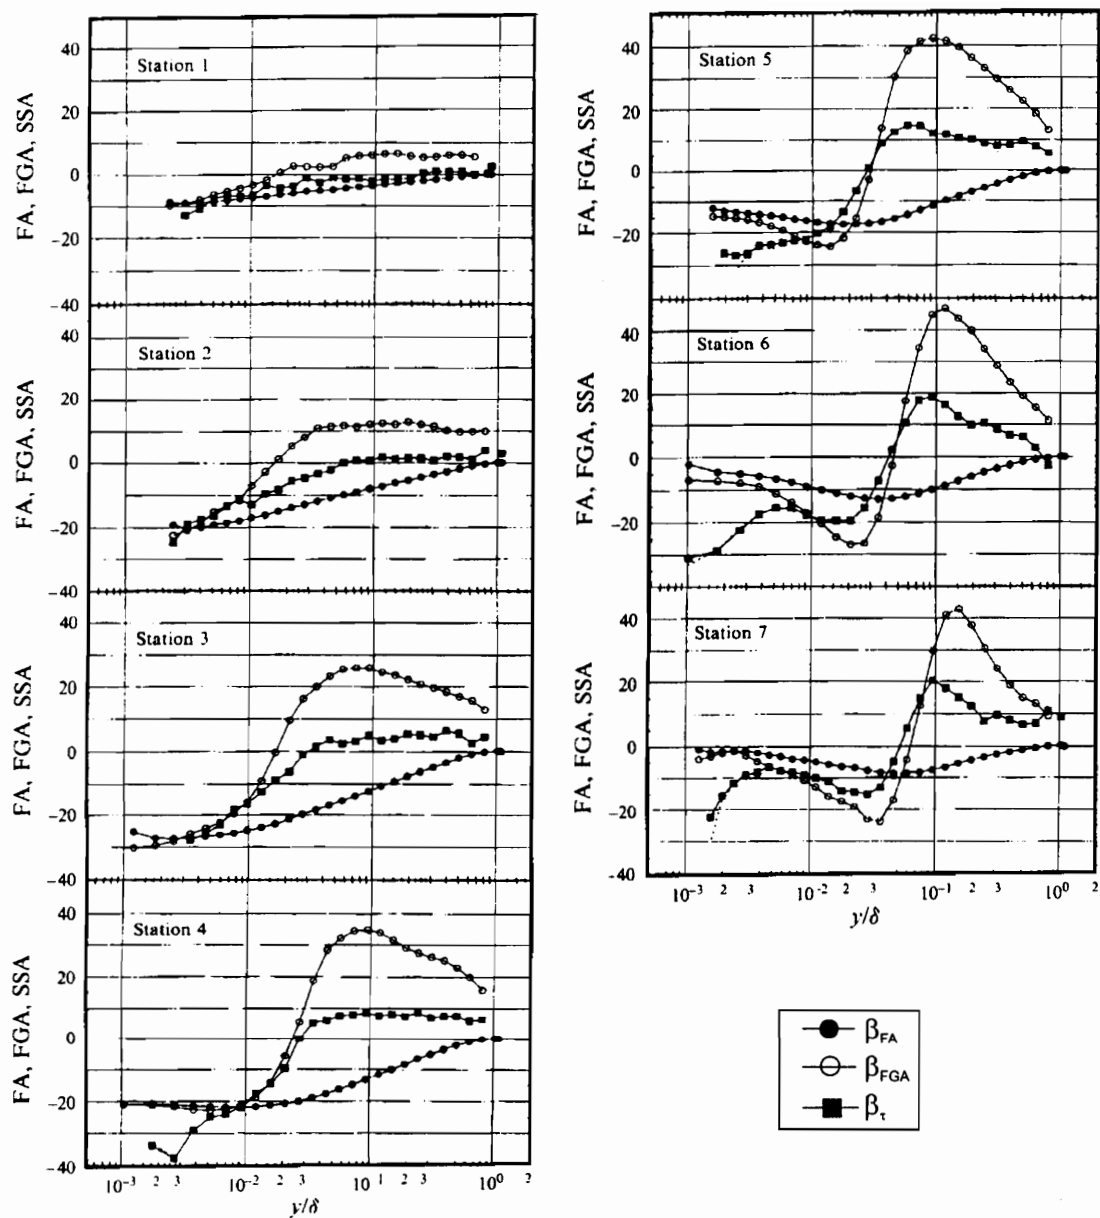 FA, FGA, SSA
40
20
0
-20
-40
Station 1
FA, FGA, SSA
40
20
0
-20
-40
Station 2
FA, FGA, SSA
40
20
0
-20
-40
Station 3
FA, FGA, SSA
40
20
0
-20
-40
Station 4
10⁻³ 2 3 10⁻² 2 3 10⁻¹ 2 3 10⁰ 2
y/δ
FA, FGA, SSA
40
20
0
-20
Station 5
FA, FGA, SSA
40
20
0
-20
Station 6
FA, FGA, SSA
40
20
0
-20
-40
Station 7
10⁻³ 2 3 10⁻² 2 3 10⁻¹ 2 3 10⁰ 2
y/δ
β_FA
β_FGA
β_τ